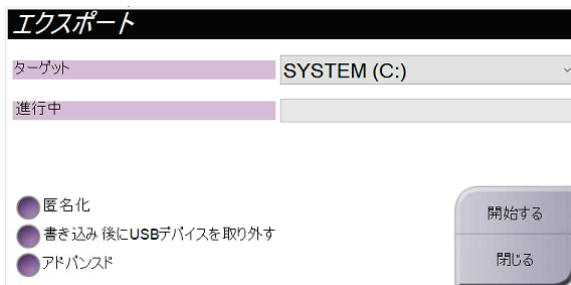 エクスポート
ターゲット
SYSTEM (C:)
進行中
匿名化
書き込み後にUSBデバイスを取り外す
アドバンスド
開始する
閉じる